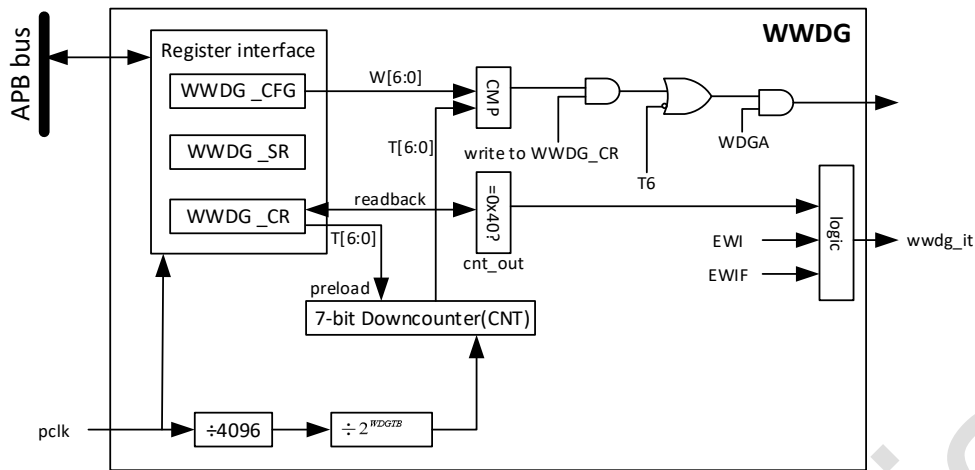 WWDG
APB bus
Register interface
WWDG _CFG
W[6:0]
CMP
WWDG _SR
T[6:0]
write to WWDG_CR
WDGA
T6
WWDG _CR
readback
=0x40?
T[6:0]
cnt_out
logic
EWI
wwdg_it
EWIF
preload
7-bit Downcounter(CNT)
pclk
÷4096
÷ 2^WDGTB